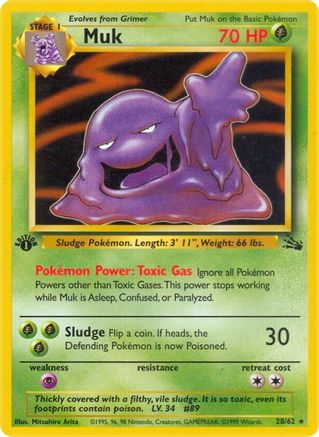 Evolves from Grimer
Put Muk on the Basic Pokémon
STAGE 1
Muk
70 HP
EDITION
1
Sludge Pokémon. Length: 3' 11", Weight: 66 lbs.
Pokémon Power: Toxic Gas Ignore all Pokémon
Powers other than Toxic Gases. This power stops working
while Muk is Asleep, Confused, or Paralyzed.
Sludge Flip a coin. If heads, the
Defending Pokémon is now Poisoned.
30
weakness
resistance
retreat cost
Thickly covered with a filthy, vile sludge. It is so toxic, even its
footprints contain poison. LV. 34 #89
Illus. Mitsuhiro Arita
©1995, 96, 98 Nintendo, Creatures, GAMEFREAK. ©1999 Wizards.
28/62 ★